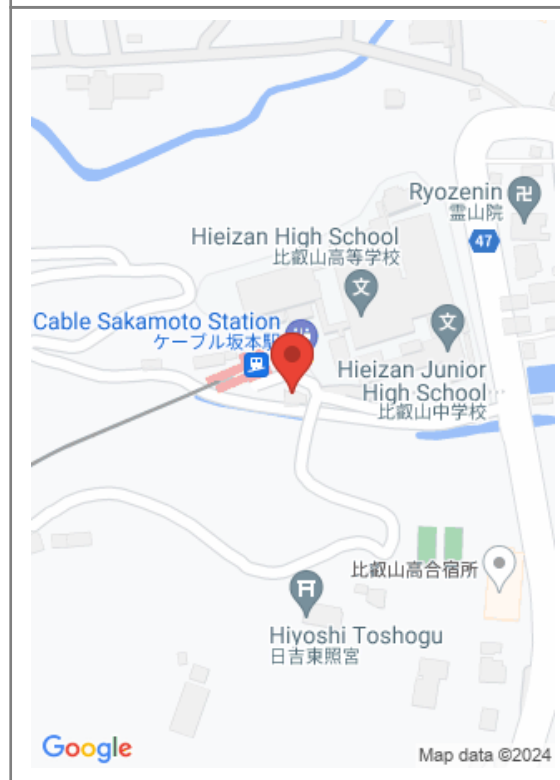 Ryozenin
霊山院
47
Hieizan High School
比叡山高等学校
文
Cable Sakamoto Station
ケーブル坂本駅
文
Hieizan Junior
High School
比叡山中学校
比叡山高合宿所
Hiyoshi Toshogu
日吉東照宮
Google
Map data ©2024